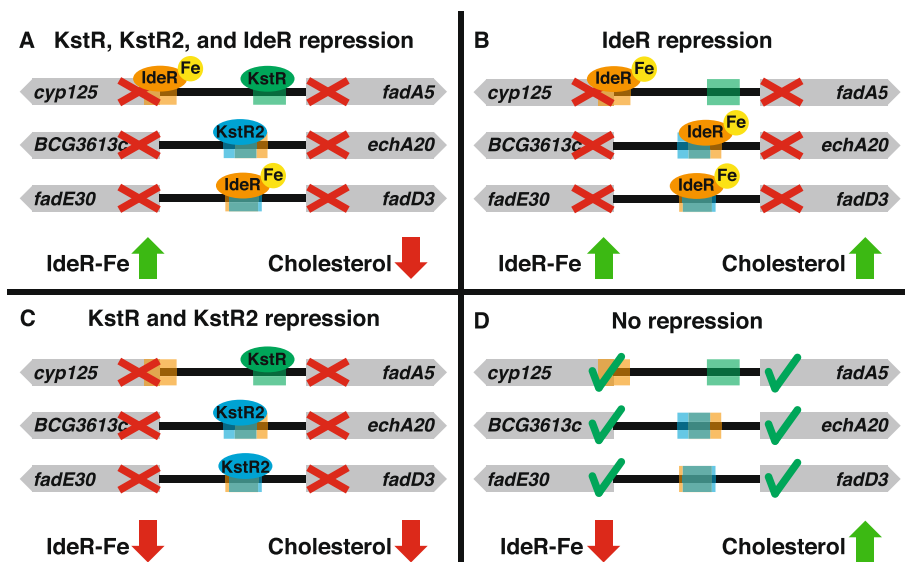 A KstR, KstR2, and IdeR repression
IdeR Fe KstR
cyp125 fadA5
KstR2
BCG3613c echA20
IdeR Fe
fadE30 fadD3
IdeR-Fe Cholesterol
B IdeR repression
IdeR Fe
cyp125 fadA5
IdeR Fe
BCG3613c echA20
IdeR Fe
fadE30 fadD3
IdeR-Fe Cholesterol
C KstR and KstR2 repression
KstR
cyp125 fadA5
KstR2
BCG3613c echA20
KstR2
fadE30 fadD3
IdeR-Fe Cholesterol
D No repression
cyp125 fadA5
BCG3613c echA20
fadE30 fadD3
IdeR-Fe Cholesterol